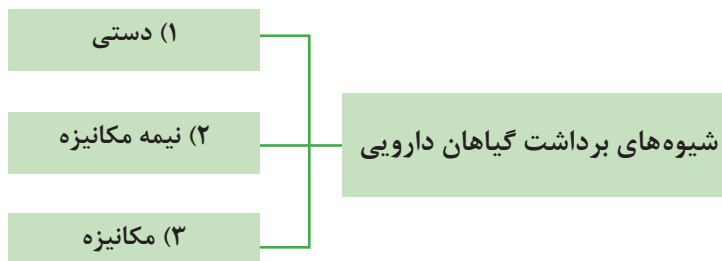 شیوه‌های برداشت گیاهان دارویی
۱) دستی
۲) نیمه مکانیزه
۳) مکانیزه